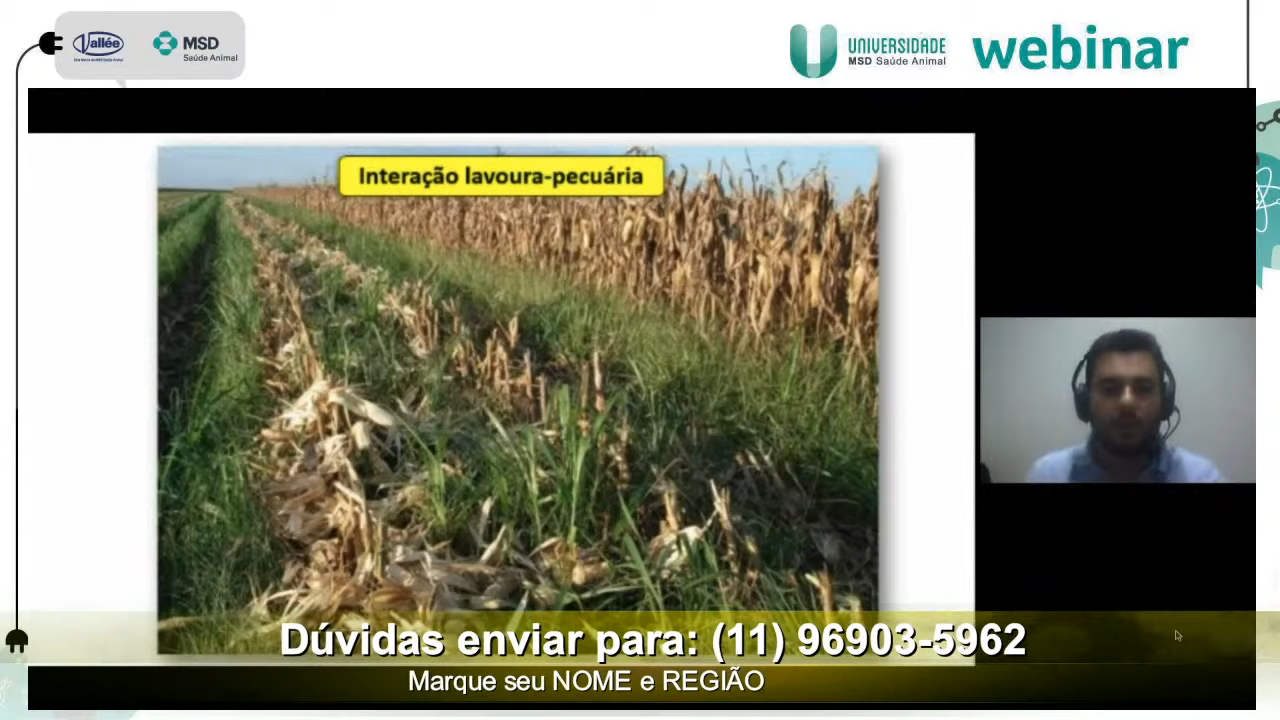 Vallée
MSD
Saúde Animal
UNIVERSIDADE
MSD Saúde Animal
webinar
Interação lavoura-pecuária
Dúvidas enviar para: (11) 96903-5962
Marque seu NOME e REGIÃO